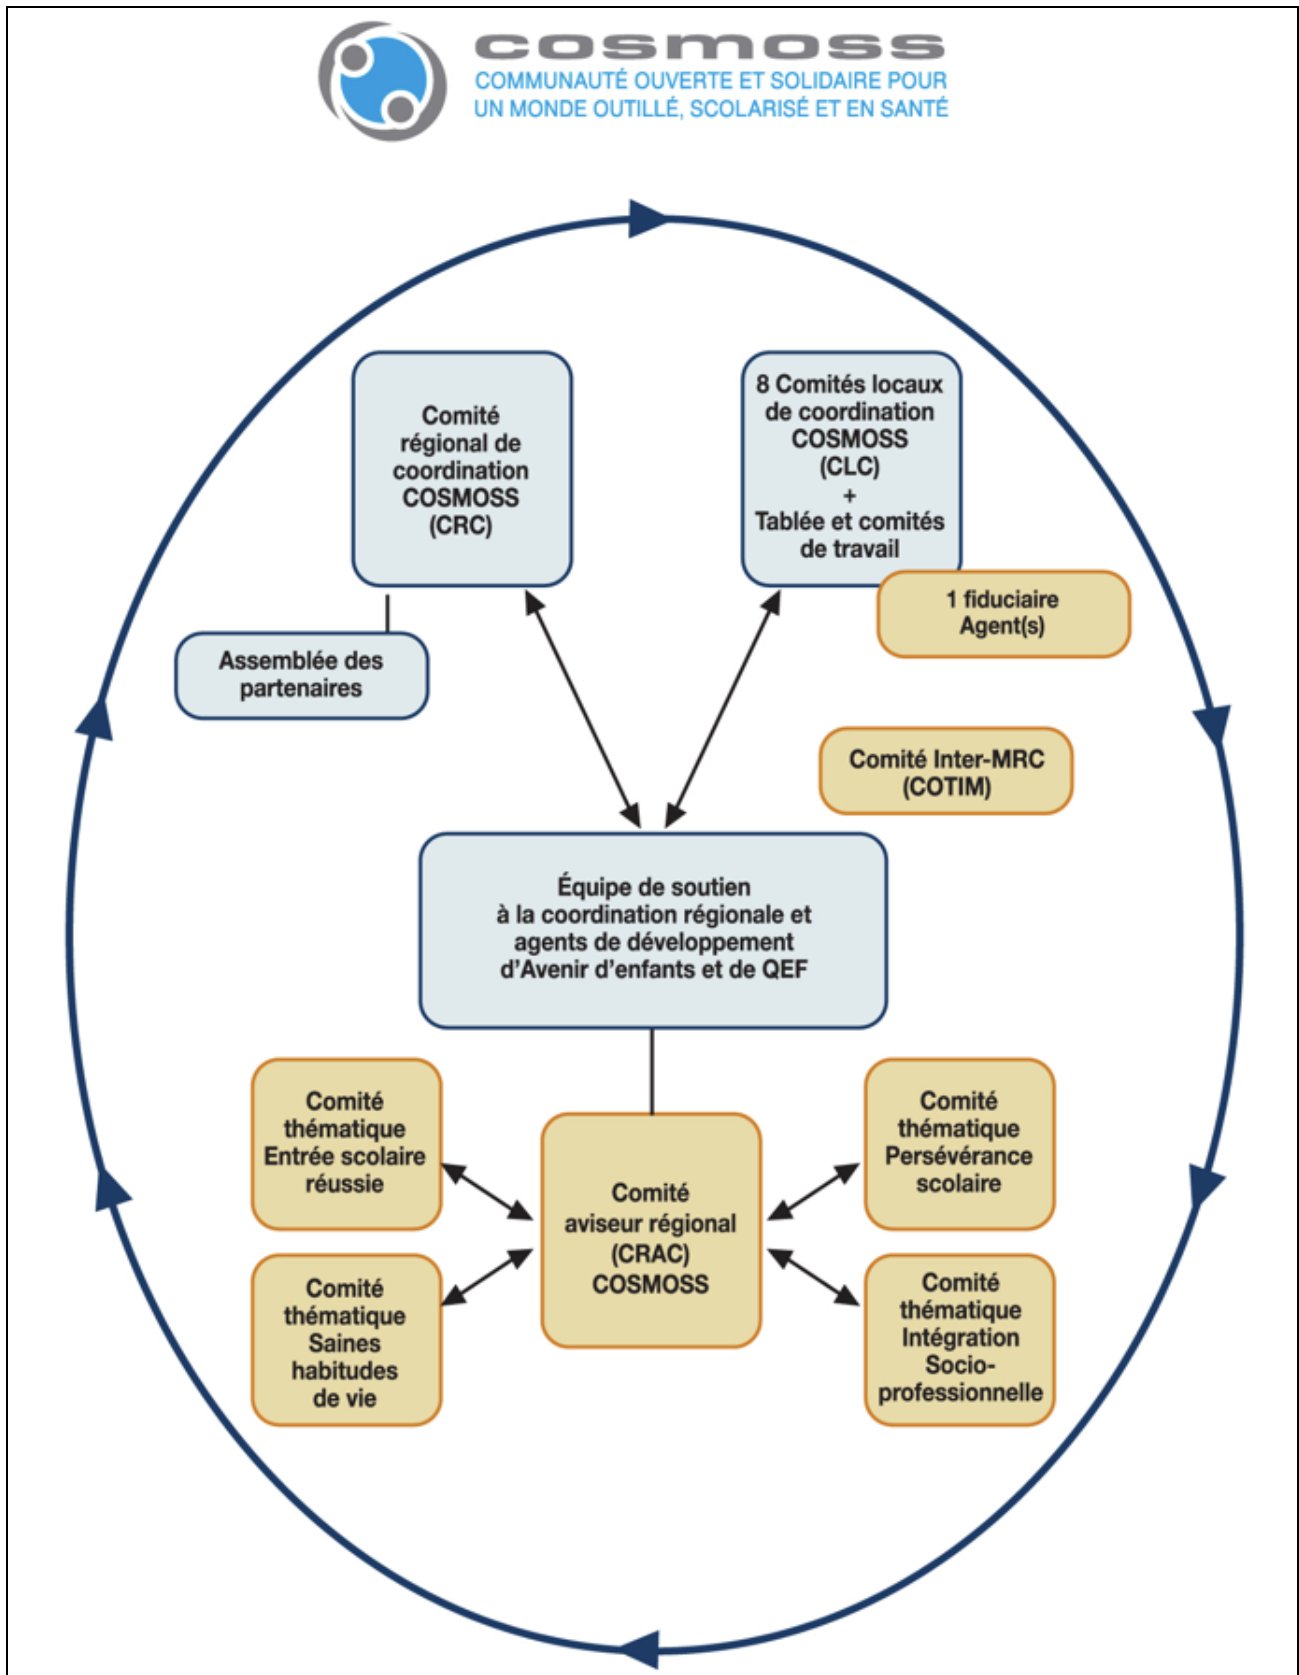 cosmoss
COMMUNAUTÉ OUVERTE ET SOLIDAIRE POUR
UN MONDE OUTILLÉ, SCOLARISÉ ET EN SANTÉ
Comité
régional de
coordination
COSMOSS
(CRC)
8 Comités locaux
de coordination
COSMOSS
(CLC)
+
Tablée et comités
de travail
1 fiduciaire
Agent(s)
Assemblée des
partenaires
Comité Inter-MRC
(COTIM)
Équipe de soutien
à la coordination régionale et
agents de développement
d'Avenir d'enfants et de QEF
Comité
thématique
Entrée scolaire
réussie
Comité
thématique
Persévérance
scolaire
Comité
aviseur régional
(CRAC)
COSMOSS
Comité
thématique
Saines
habitudes
de vie
Comité
thématique
Intégration
Socio-
professionnelle